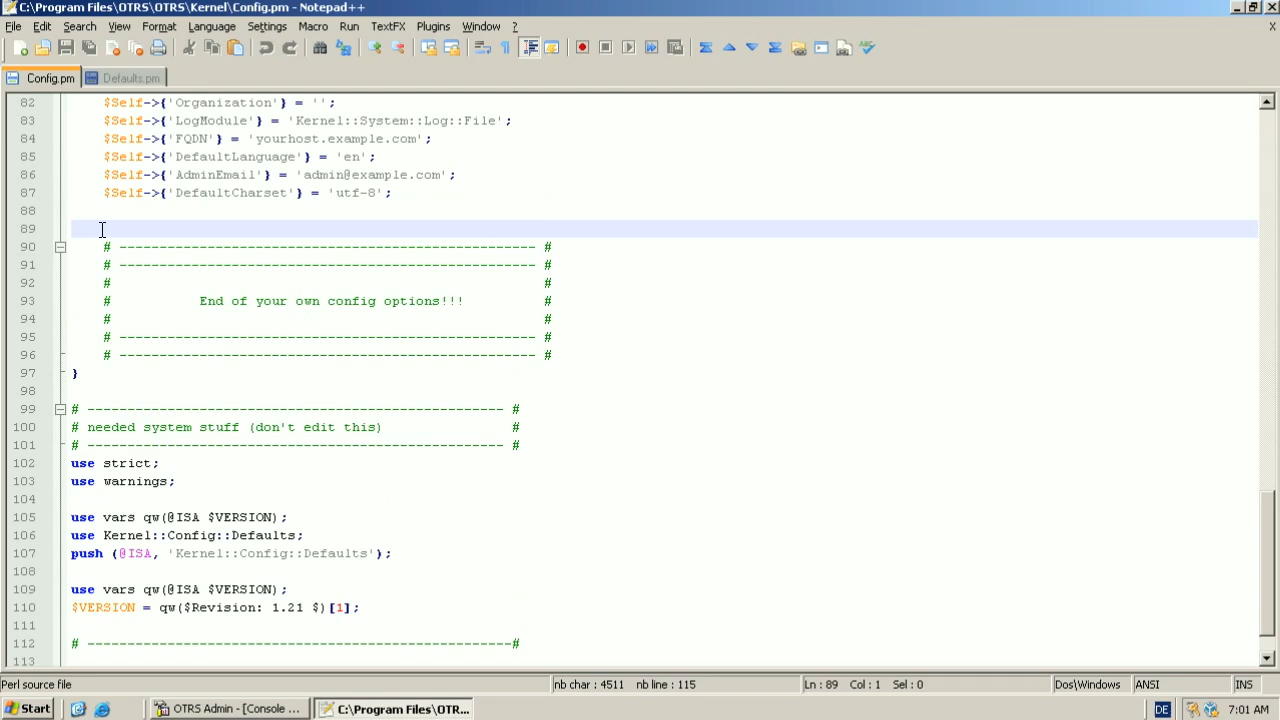 C:\Program Files\OTRS\OTRS\Kernel\Config.pm - Notepad++
File Edit Search View Format Language Settings Macro Run TextFX Plugins Window ? X
Config.pm Defaults.pm
82 $Self->{'Organization'} = '';
83 $Self->{'LogModule'} = 'Kernel::System::Log::File';
84 $Self->{'FQDN'} = 'yourhost.example.com';
85 $Self->{'DefaultLanguage'} = 'en';
86 $Self->{'AdminEmail'} = 'admin@example.com';
87 $Self->{'DefaultCharset'} = 'utf-8';
88
89
90 # ---------------------------------------------------- #
91 # ---------------------------------------------------- #
92 # #
93 # End of your own config options!!! #
94 # #
95 # ---------------------------------------------------- #
96 # ---------------------------------------------------- #
97 }
98
99 # ---------------------------------------------------- #
100 # needed system stuff (don't edit this) #
101 # ---------------------------------------------------- #
102 use strict;
103 use warnings;
104
105 use vars qw(@ISA $VERSION);
106 use Kernel::Config::Defaults;
107 push (@ISA, 'Kernel::Config::Defaults');
108
109 use vars qw(@ISA $VERSION);
110 $VERSION = qw($Revision: 1.21 $)[1];
111
112 # -----------------------------------------------------#
113
Perl source file nb char : 4511 nb line : 115 Ln : 89 Col : 1 Sel : 0 Dos\Windows ANSI INS
Start OTRS Admin - [Console ... C:\Program Files\OTR... DE 7:01 AM